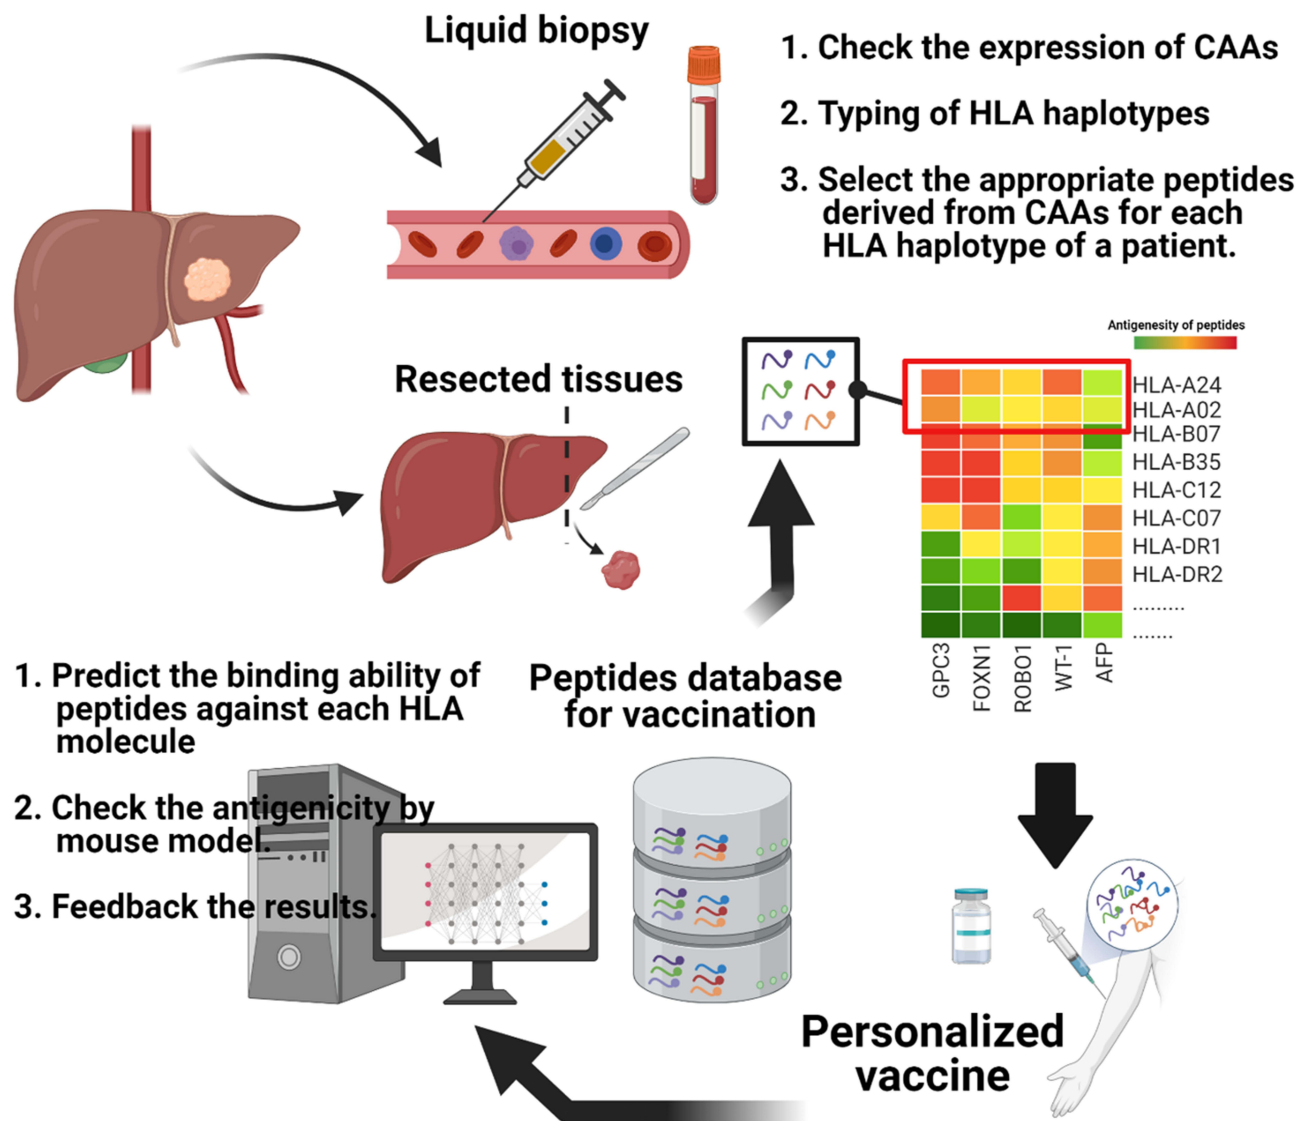 Liquid biopsy
1. Check the expression of CAAs
2. Typing of HLA haplotypes
3. Select the appropriate peptides
derived from CAAs for each
HLA haplotype of a patient.
Resected tissues
Antigenesity of peptides
HLA-A24
HLA-A02
HLA-B07
HLA-B35
HLA-C12
HLA-C07
HLA-DR1
HLA-DR2
.........
.......
GPC3
FOXN1
ROBO1
WT-1
AFP
1. Predict the binding ability of
peptides against each HLA
molecule
2. Check the antigenicity by
mouse model.
3. Feedback the results.
Peptides database
for vaccination
Personalized
vaccine